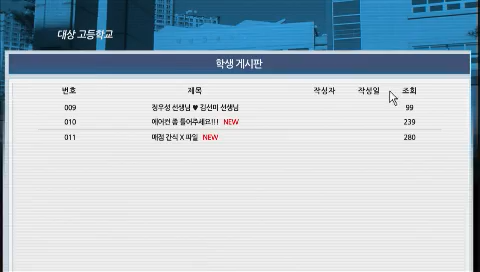 대상 고등학교
학생 게시판
번호 제목 작성자 작성일 조회
009 정우성 선생님 ♥ 김선미 선생님 99
010 에어컨 좀 틀어주세요!!! NEW 239
011 매점 간식 X 파일 NEW 280